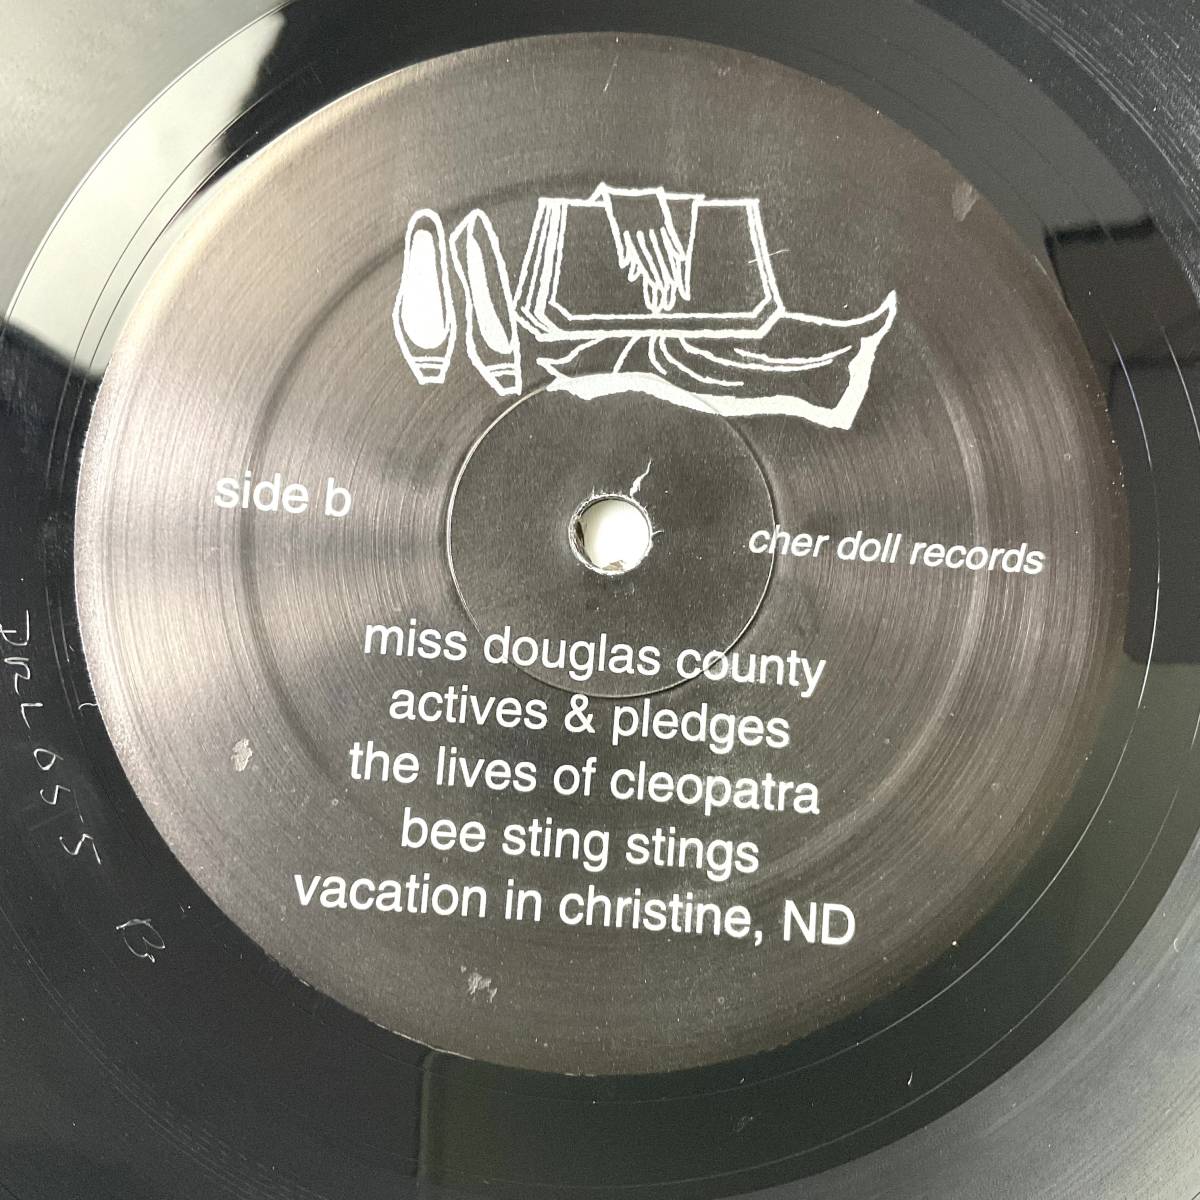 side b
cher doll records
miss douglas county
actives & pledges
the lives of cleopatra
bee sting stings
vacation in christine, ND